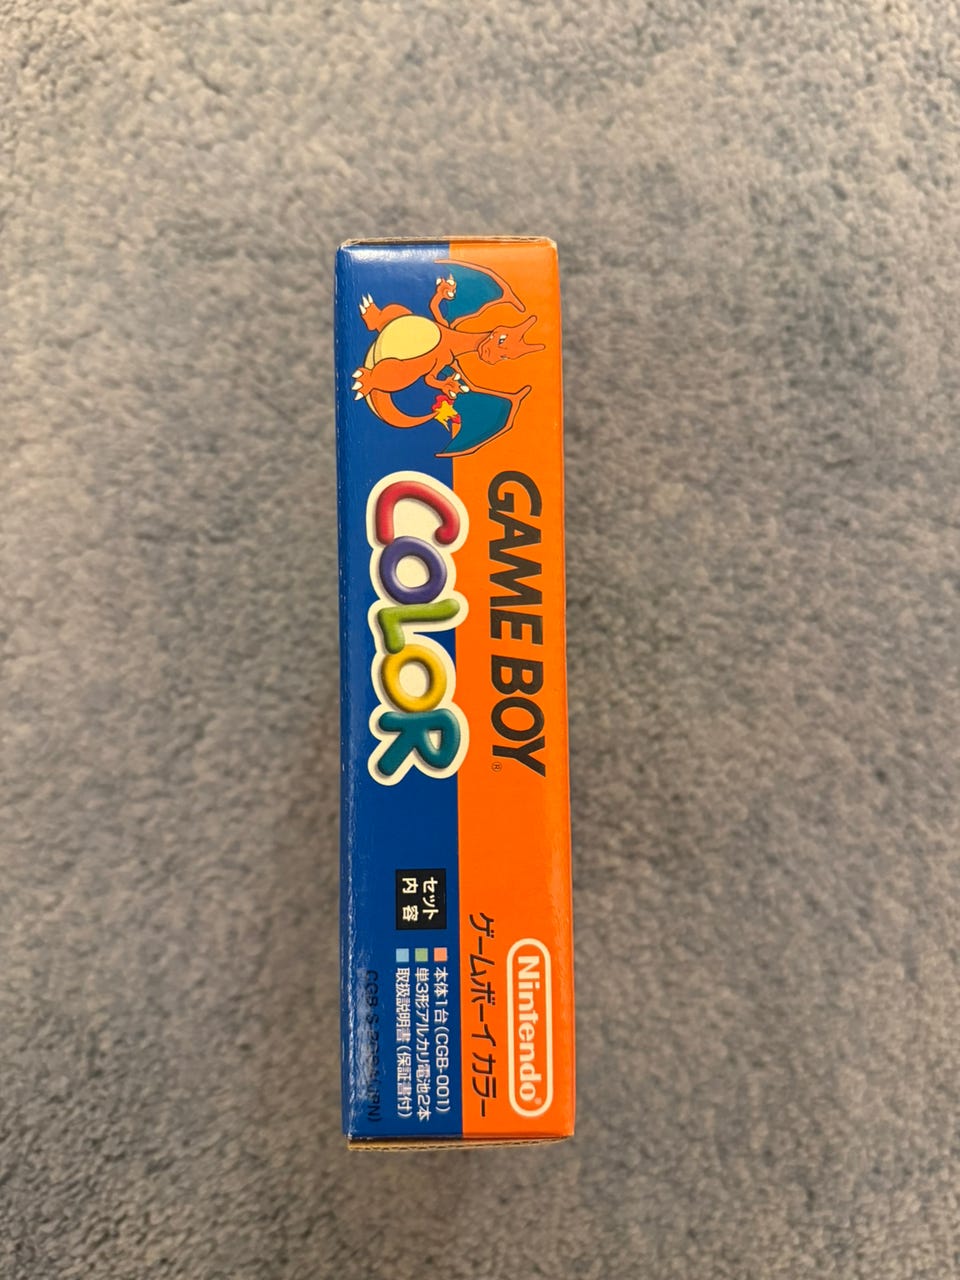 GAME BOY®
COLOR
Nintendo®
ゲームボーイ カラー
セット
内容
本体1台(CGB-001)
単3形アルカリ電池2本
取扱説明書(保証書付)